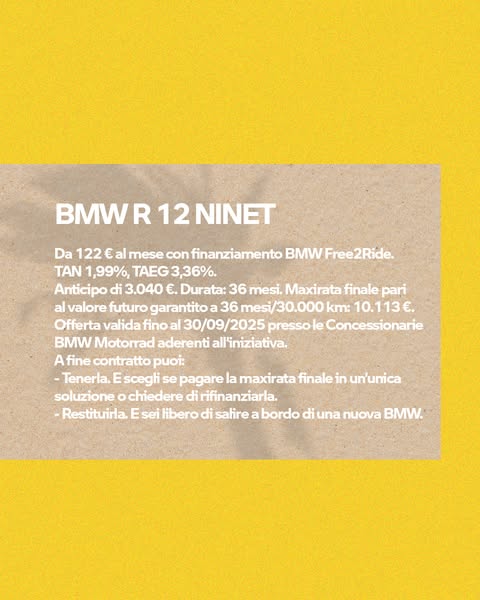 BMW R 12 NINET
Da 122 € al mese con finanziamento BMW Free2Ride.
TAN 1,99%, TAEG 3,36%.
Anticipo di 3.040 €. Durata: 36 mesi. Maxirata finale pari
al valore futuro garantito a 36 mesi/30.000 km: 10.113 €.
Offerta valida fino al 30/09/2025 presso le Concessionarie
BMW Motorrad aderenti all'iniziativa.
A fine contratto puoi:
- Tenerla. E scegli se pagare la maxirata finale in un'unica
soluzione o chiedere di rifinanziarla.
- Restituirla. E sei libero di salire a bordo di una nuova BMW.